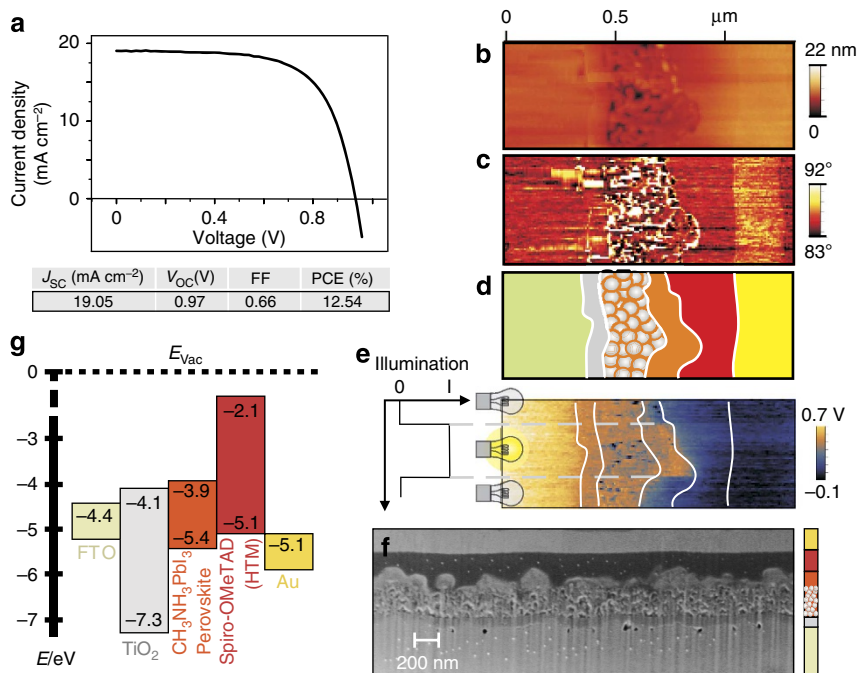 a
20
10
0
Current density
(mA cm⁻²)
0
0.4
0.8
Voltage (V)
J_SC (mA cm⁻²) V_OC(V) FF PCE (%)
19.05 0.97 0.66 12.54
0 0.5 µm
b
22 nm
0
c
92°
83°
d
e
Illumination
0 I
0.7 V
−0.1
f
200 nm
g
E_Vac
0
−3
−4
−5
−6
−7
E/eV
−4.4
FTO
−4.1
−7.3
TiO₂
−3.9
−5.4
CH₃NH₃PbI₃
Perovskite
−2.1
−5.1
Spiro-OMeTAD
(HTM)
−5.1
Au